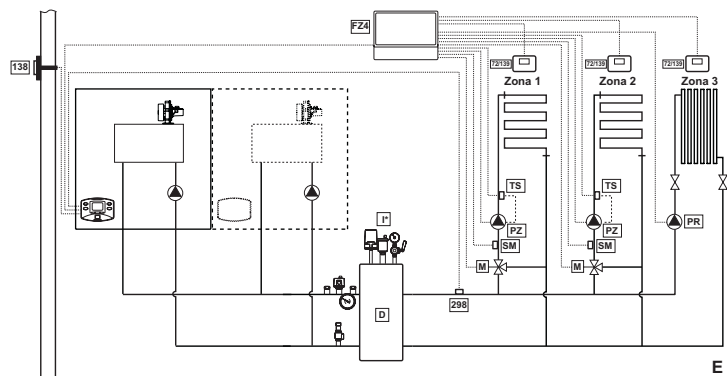 FZ4
138
72/139
72/139
72/139
Zona 1
Zona 2
Zona 3
TS
TS
I*
PZ
PZ
PR
SM
SM
M
M
298
D
E